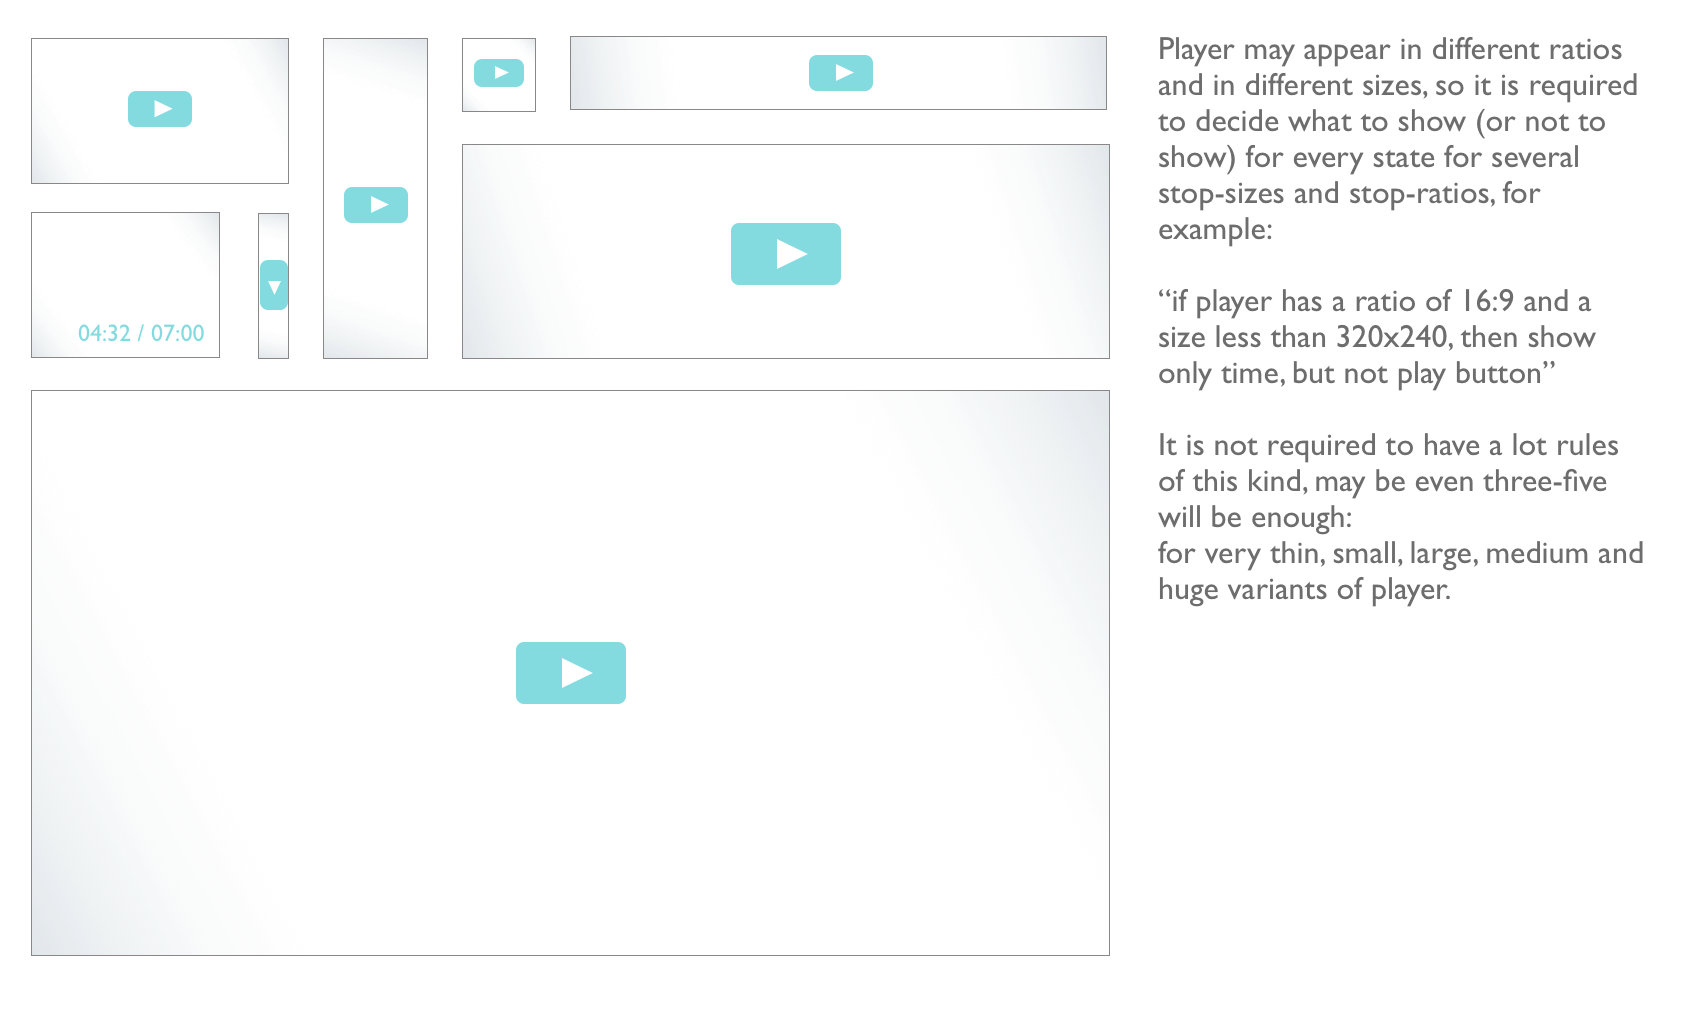 04:32 / 07:00
Player may appear in different ratios
and in different sizes, so it is required
to decide what to show (or not to
show) for every state for several
stop-sizes and stop-ratios, for
example:
“if player has a ratio of 16:9 and a
size less than 320x240, then show
only time, but not play button”
It is not required to have a lot rules
of this kind, may be even three-five
will be enough:
for very thin, small, large, medium and
huge variants of player.